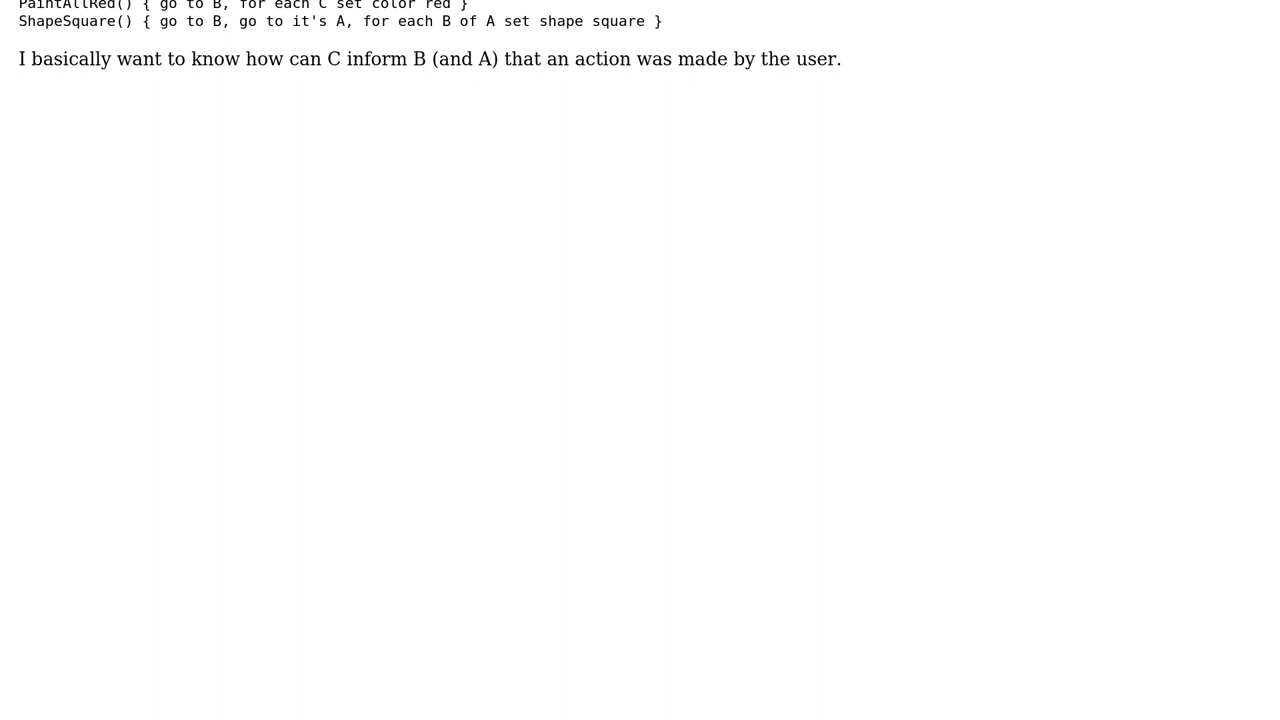 PaintAllRed() { go to B, for each C set color red }
ShapeSquare() { go to B, go to it's A, for each B of A set shape square }
I basically want to know how can C inform B (and A) that an action was made by the user.